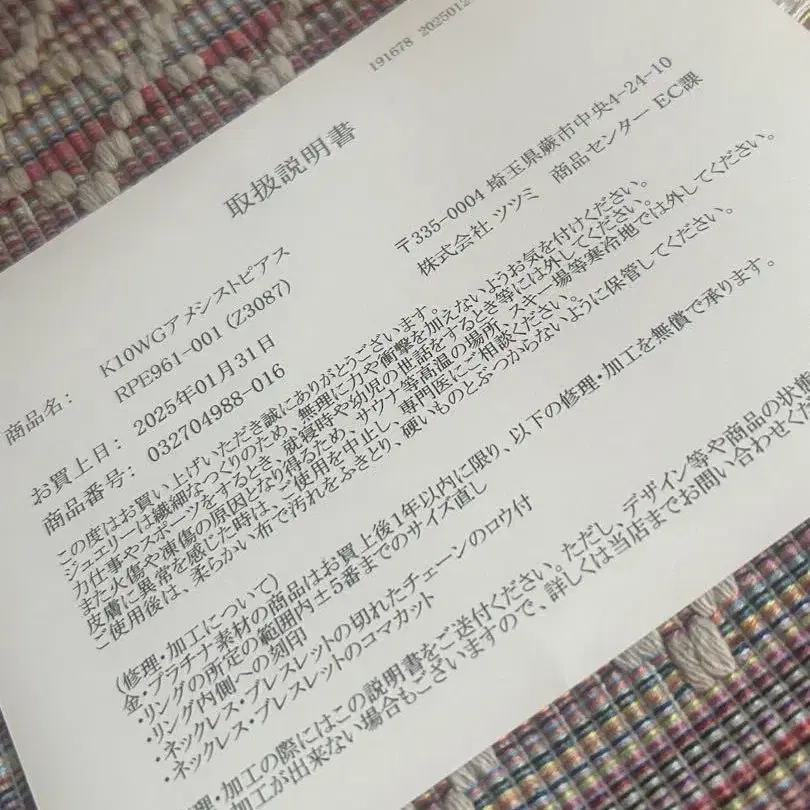 191678 2025012
取扱説明書
〒335-0004 埼玉県蕨市中央4-24-10
株式会社 ツツミ 商品センター EC課
商品名： K10WGアメシストピアス
RPE961-001 (Z3087)
お買上日： 2025年01月31日
商品番号： 032704988-016
この度はお買い上げいただき誠にありがとうございます。
ジュエリーは繊細なつくりのため、無理に力や衝撃を加えないようお気を付けください。
力仕事やスポーツをするとき、就寝時や幼児の世話をするとき等には外してください。
また火傷や凍傷の原因となり得るため、サウナ等高温の場所、スキー場等寒冷地では外してください。
皮膚に異常を感じた時は、ご使用を中止し、専門医にご相談ください。
ご使用後は、柔らかい布で汚れをふきとり、硬いものとぶつからないように保管してください。
(修理・加工について)
金・プラチナ素材の商品はお買上後1年以内に限り、以下の修理・加工を無償で承ります。
・リングの所定の範囲内±5番までのサイズ直し
・リング内側への刻印
・ネックレス・ブレスレットの切れたチェーンのロウ付
・ネックレス・ブレスレットのコマカット
理・加工の際にはこの説明書をご送付ください。ただし、デザイン等や商品の状態
加工が出来ない場合もございますので、詳しくは当店までお問い合わせくだ